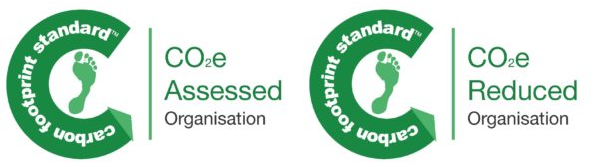 carbon footprint standard™
CO₂e
Assessed
Organisation
carbon footprint standard™
CO₂e
Reduced
Organisation